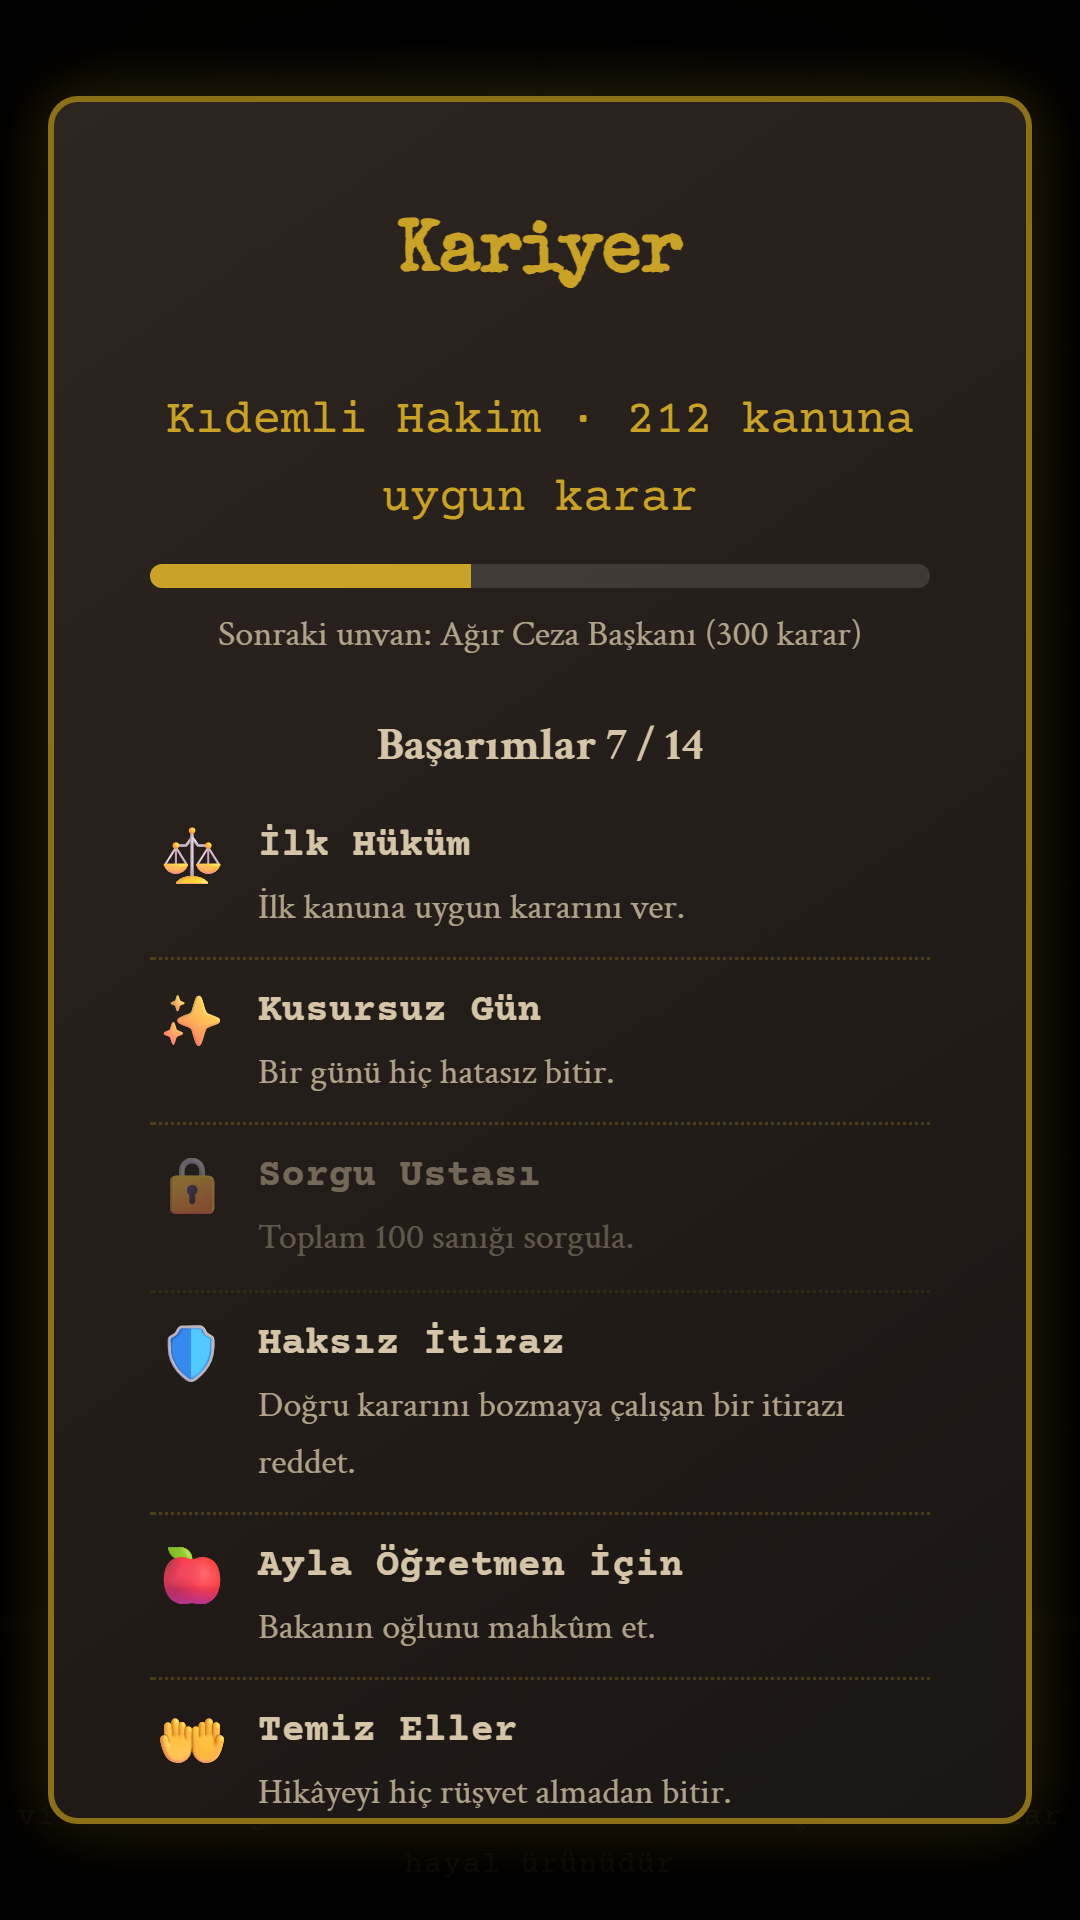 Kariyer
Kıdemli Hakim · 212 kanuna
uygun karar
Sonraki unvan: Ağır Ceza Başkanı (300 karar)
Başarımlar 7 / 14
İlk Hüküm
İlk kanuna uygun kararını ver.
Kusursuz Gün
Bir günü hiç hatasız bitir.
Sorgu Ustası
Toplam 100 sanığı sorgula.
Haksız İtiraz
Doğru kararını bozmaya çalışan bir itirazı
reddet.
Ayla Öğretmen İçin
Bakanın oğlunu mahkûm et.
Temiz Eller
Hikâyeyi hiç rüşvet almadan bitir.
hayal ürünüdür